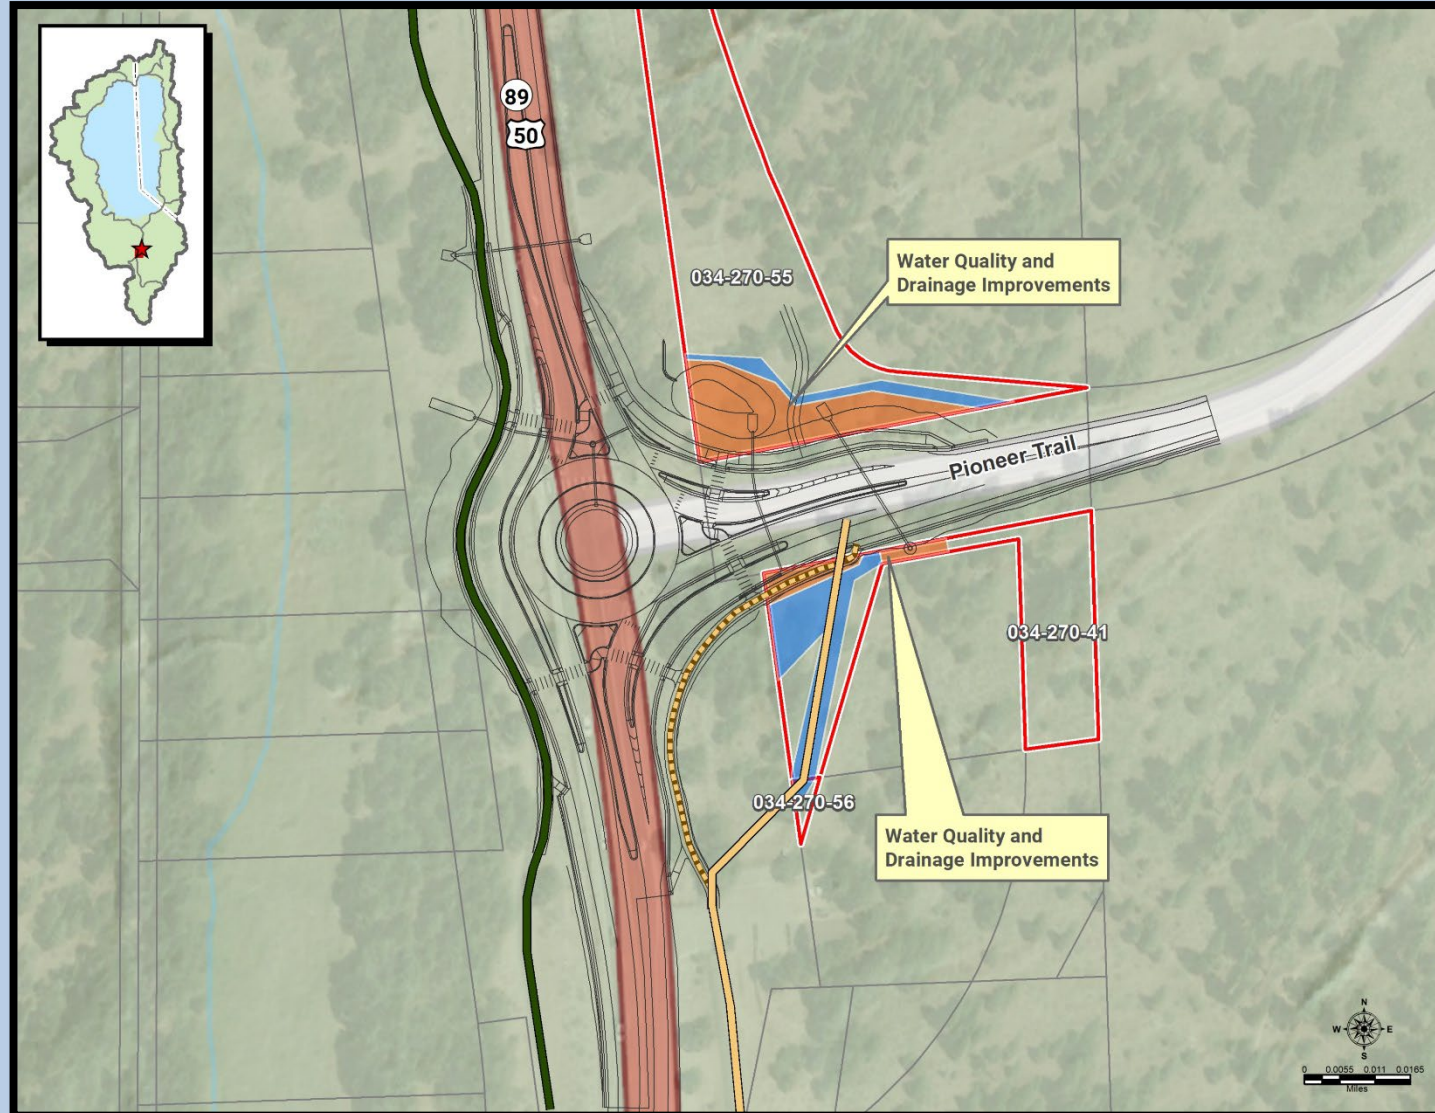 89
50
034-270-55
Water Quality and
Drainage Improvements
Pioneer Trail
034-270-41
034-270-56
Water Quality and
Drainage Improvements
N
W
E
S
0 0.0055 0.011 0.0165
Miles